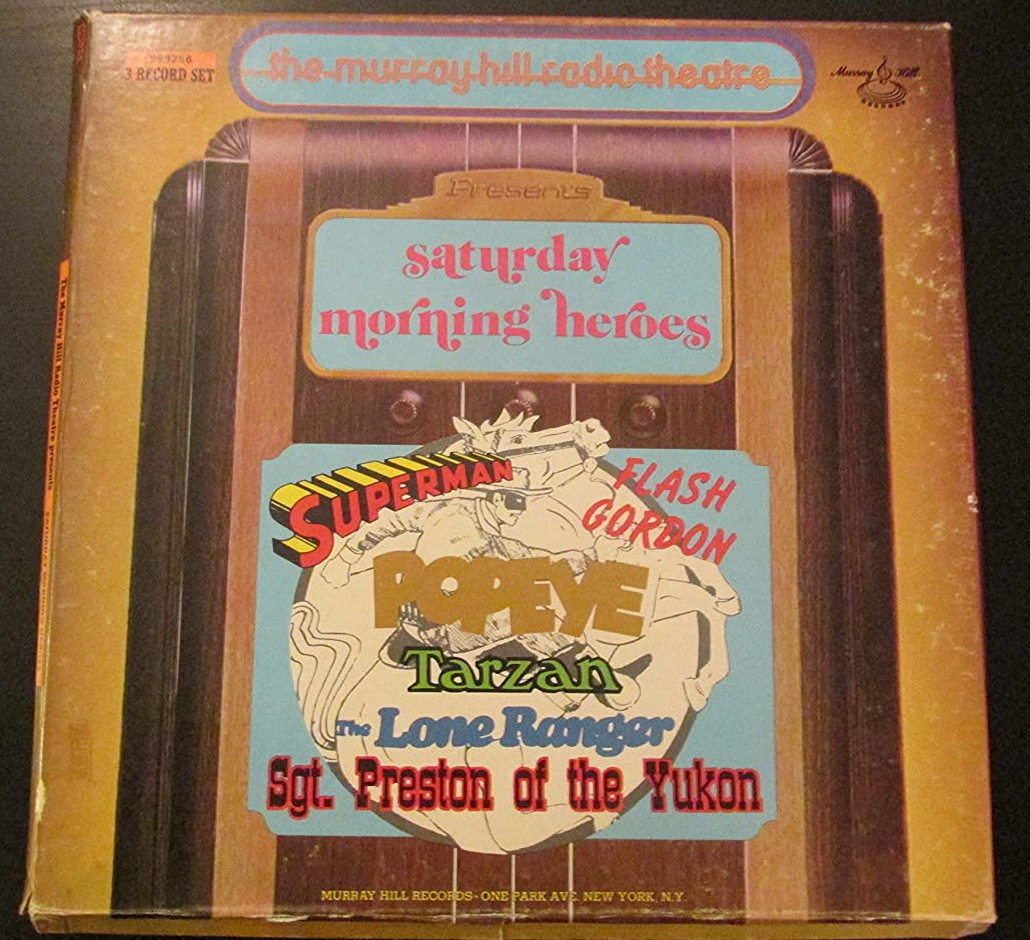 899256
3 RECORD SET
the murray hill radio theatre
Murray Hill
RECORDS
Presents
saturday
morning heroes
SUPERMAN
FLASH
GORDON
POPEYE
Tarzan
The Lone Ranger
Sgt. Preston of the Yukon
MURRAY HILL RECORDS - ONE PARK AVE. NEW YORK, N.Y.
The Murray Hill Radio Theatre presents